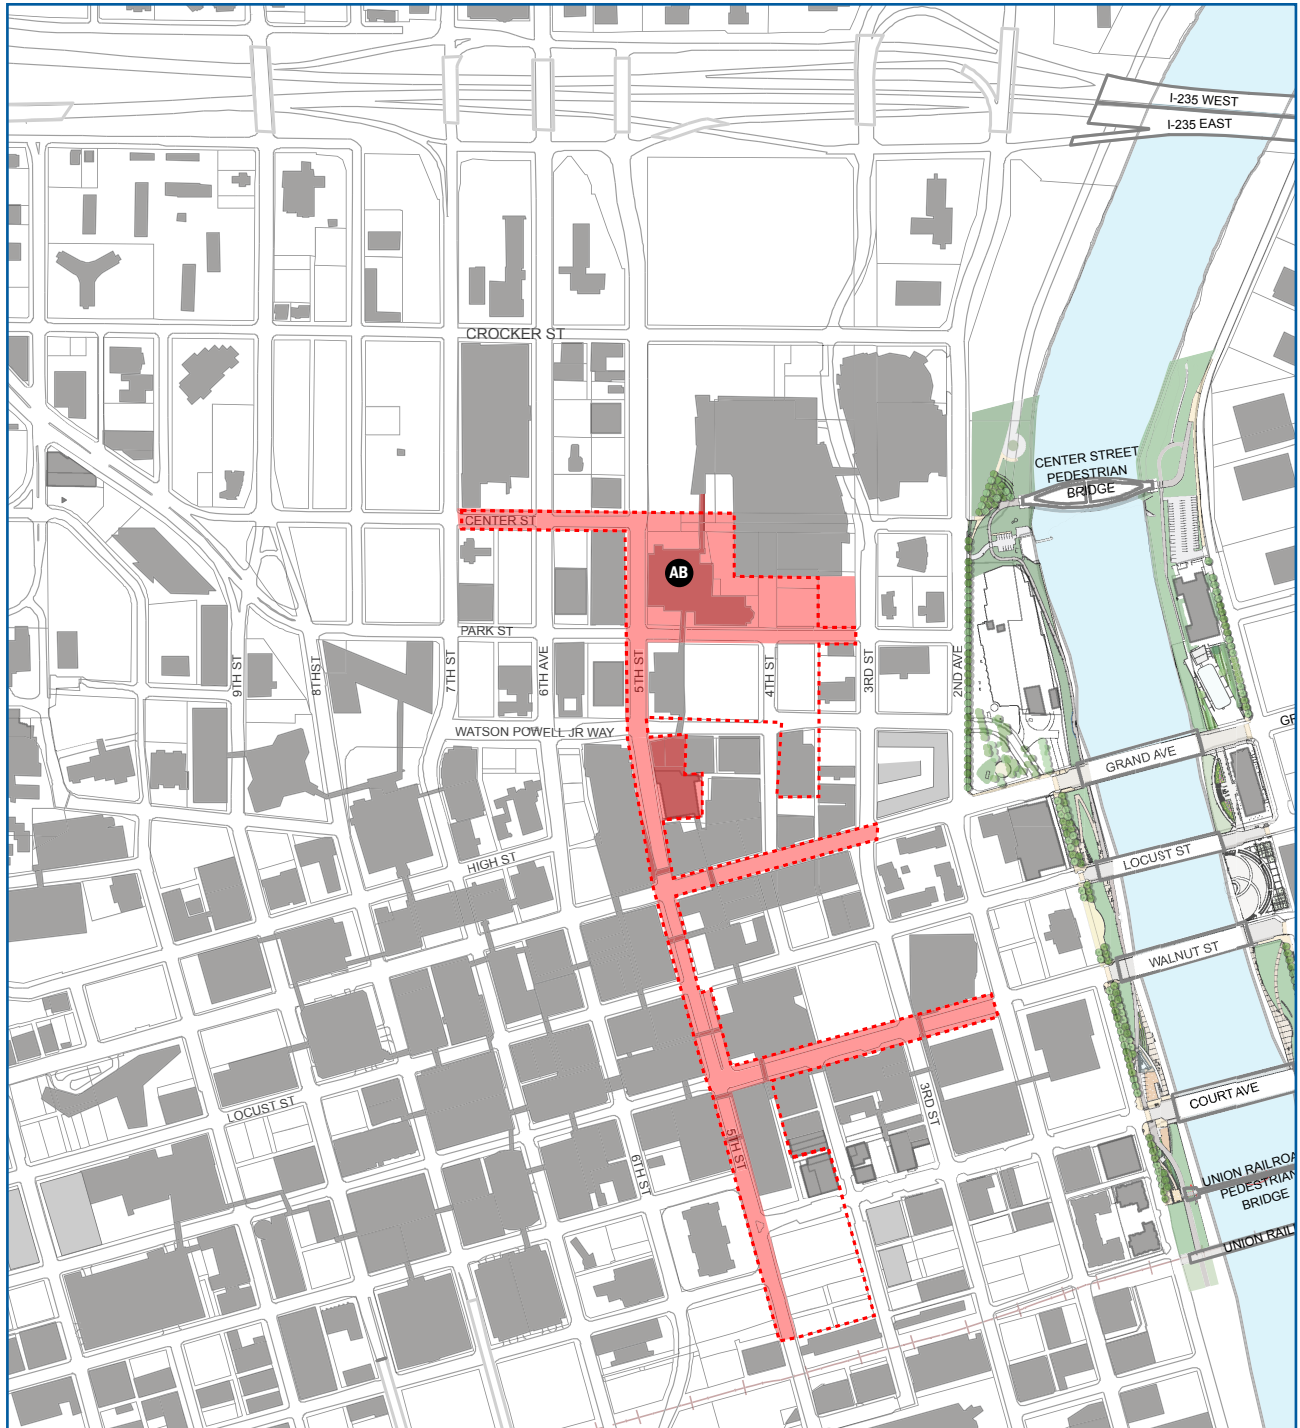 I-235 WEST
I-235 EAST
CROCKER ST
CENTER STREET
PEDESTRIAN
BRIDGE
CENTER ST
AB
PARK ST
9TH ST
8TH ST
7TH ST
6TH AVE
5TH ST
4TH ST
3RD ST
2ND AVE
WATSON POWELL JR WAY
GR
GRAND AVE
HIGH ST
LOCUST ST
WALNUT ST
COURT AVE
LOCUST ST
3RD ST
6TH ST
5TH ST
UNION RAILROA
PEDESTRIAN
BRIDGE
UNION RAIL